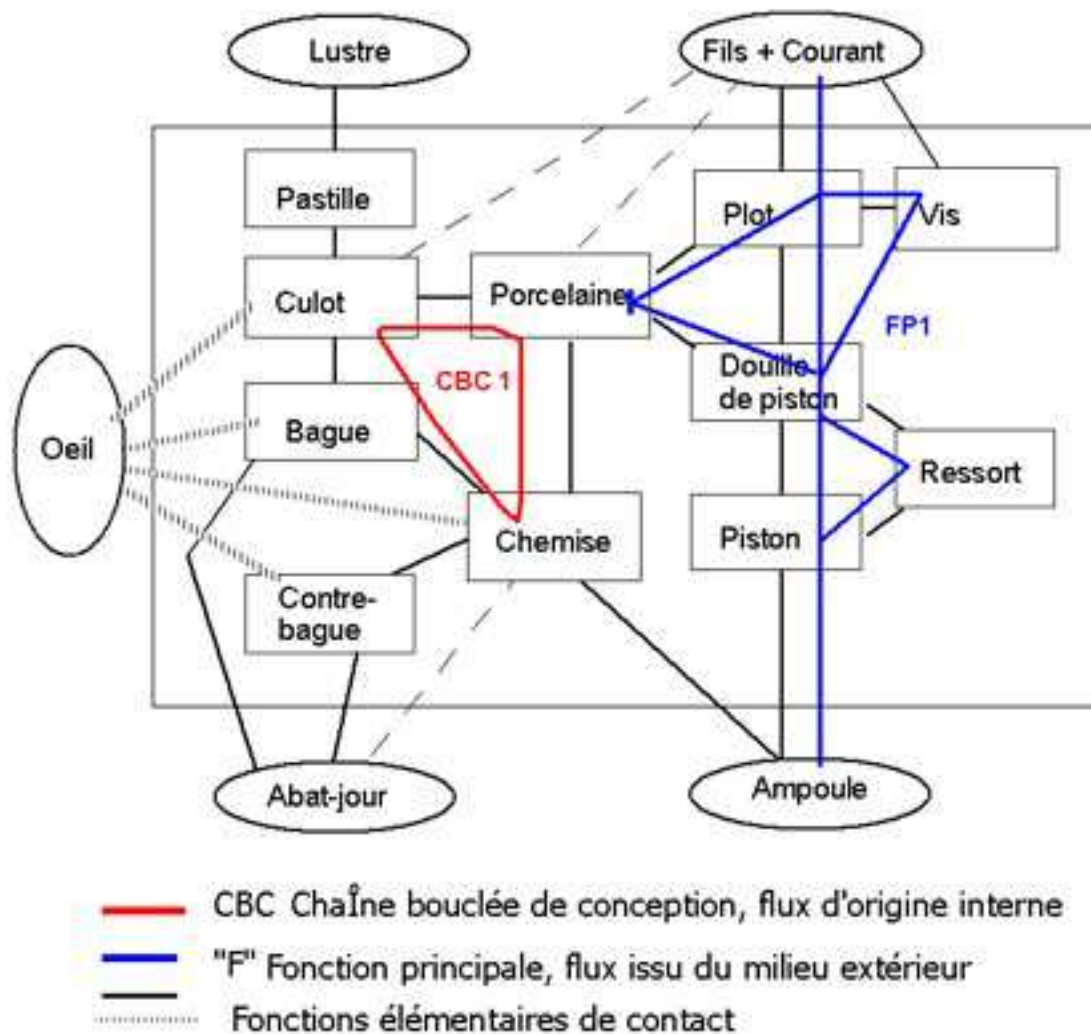 Lustre
Fils + Courant
Pastille
Plot
Vis
Culot
Porcelaine
FP1
CBC 1
Douille
de piston
Oeil
Bague
Ressort
Chemise
Piston
Contre-
bague
Abat-jour
Ampoule
CBC ChaÎne bouclée de conception, flux d'origine interne
"F" Fonction principale, flux issu du milieu extérieur
Fonctions élémentaires de contact